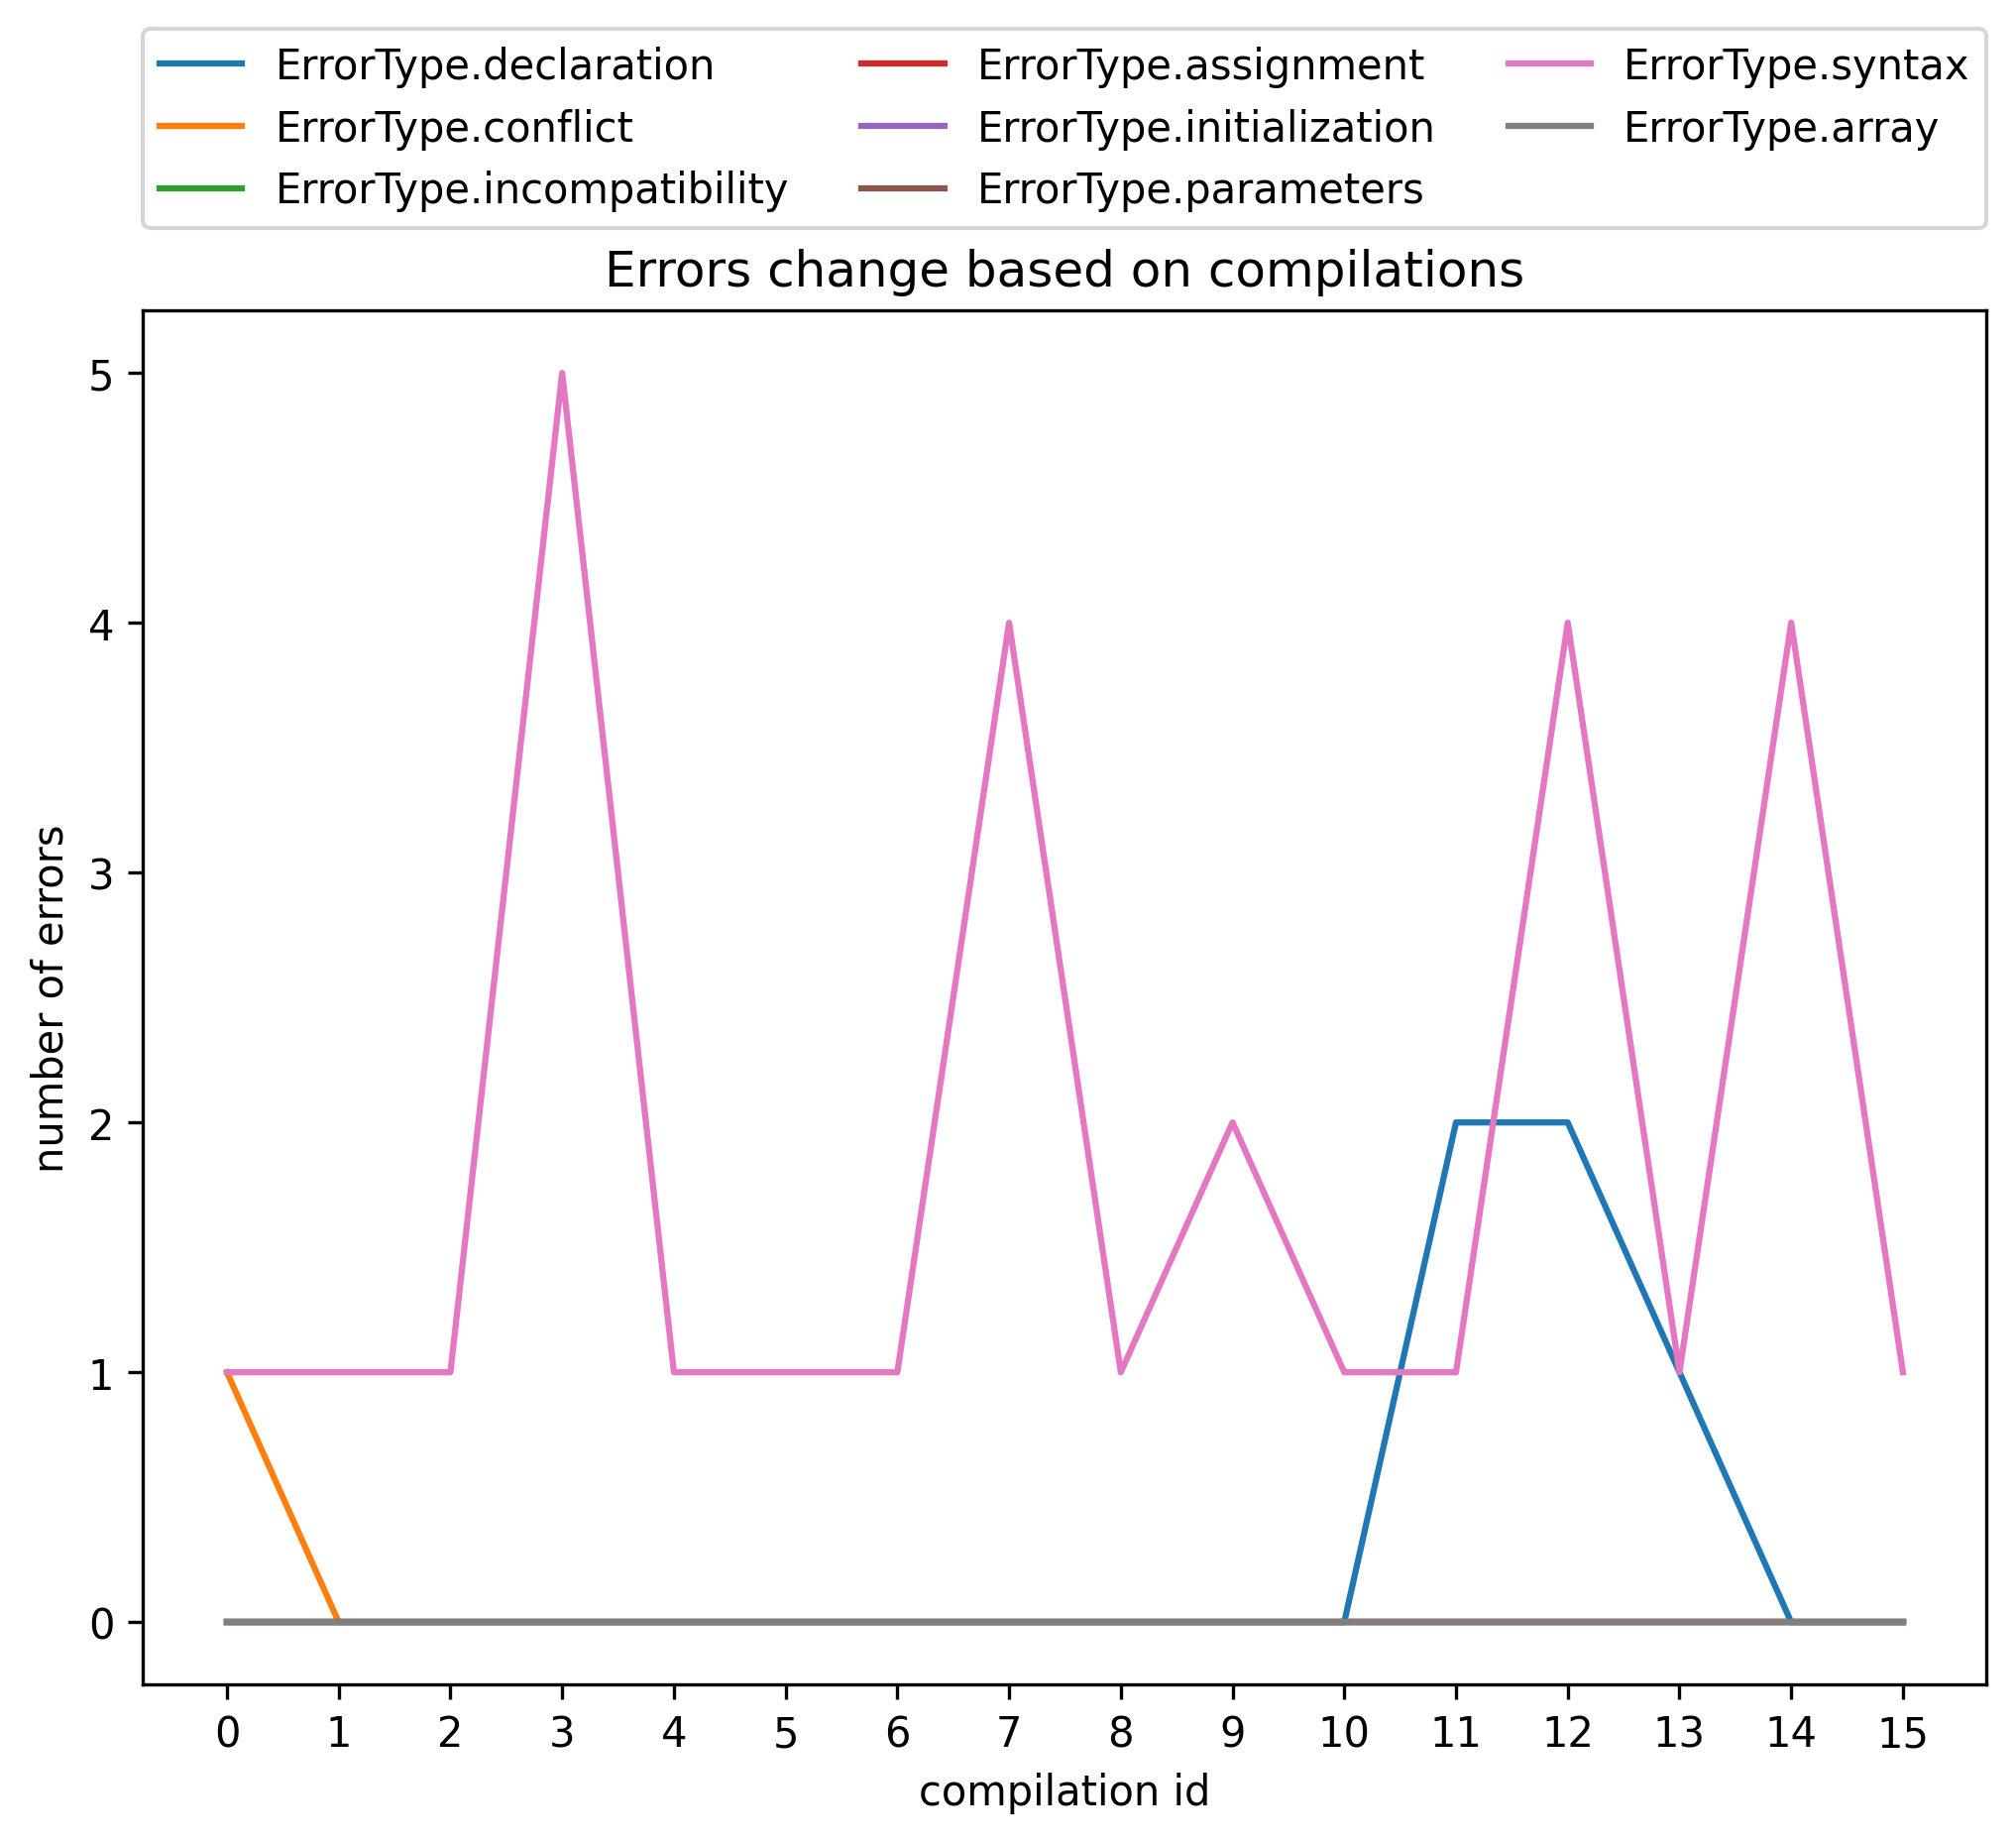 ErrorType.declaration
ErrorType.conflict
ErrorType.incompatibility
ErrorType.assignment
ErrorType.initialization
ErrorType.parameters
ErrorType.syntax
ErrorType.array
Errors change based on compilations
number of errors
5
4
3
2
1
0
0 1 2 3 4 5 6 7 8 9 10 11 12 13 14 15
compilation id